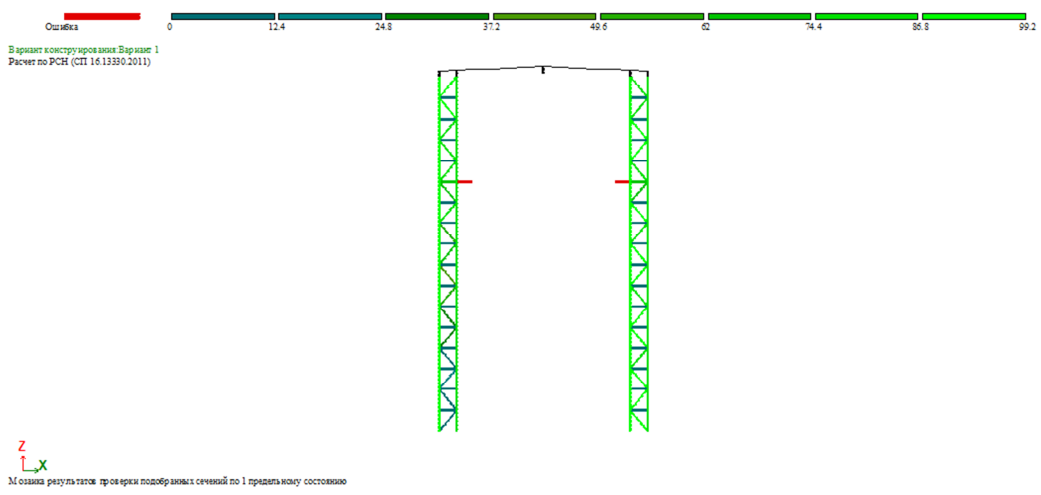 Ошибка 0 12.4 24.8 37.2 49.6 62 74.4 86.8 99.2
Вариант конструирования:Вариант 1
Расчет по РСН (СП 16.13330.2011)
Z
X
Мозаика результатов проверки подобранных сечений по 1 предельному состоянию